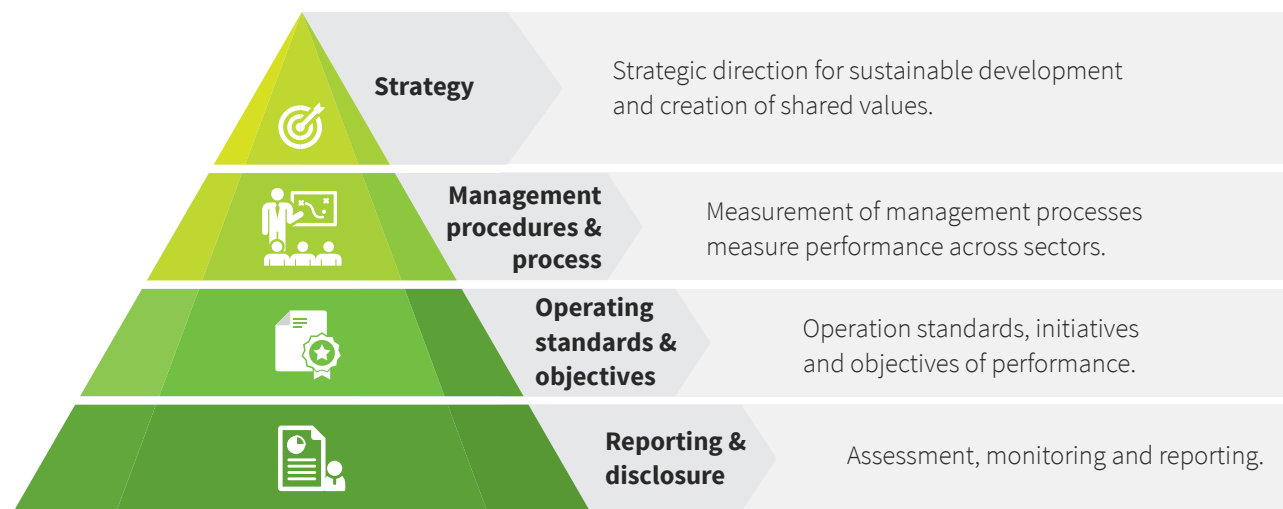 Strategy
Strategic direction for sustainable development
and creation of shared values.
Management
procedures &
process
Measurement of management processes
measure performance across sectors.
Operating
standards &
objectives
Operation standards, initiatives
and objectives of performance.
Reporting &
disclosure
Assessment, monitoring and reporting.